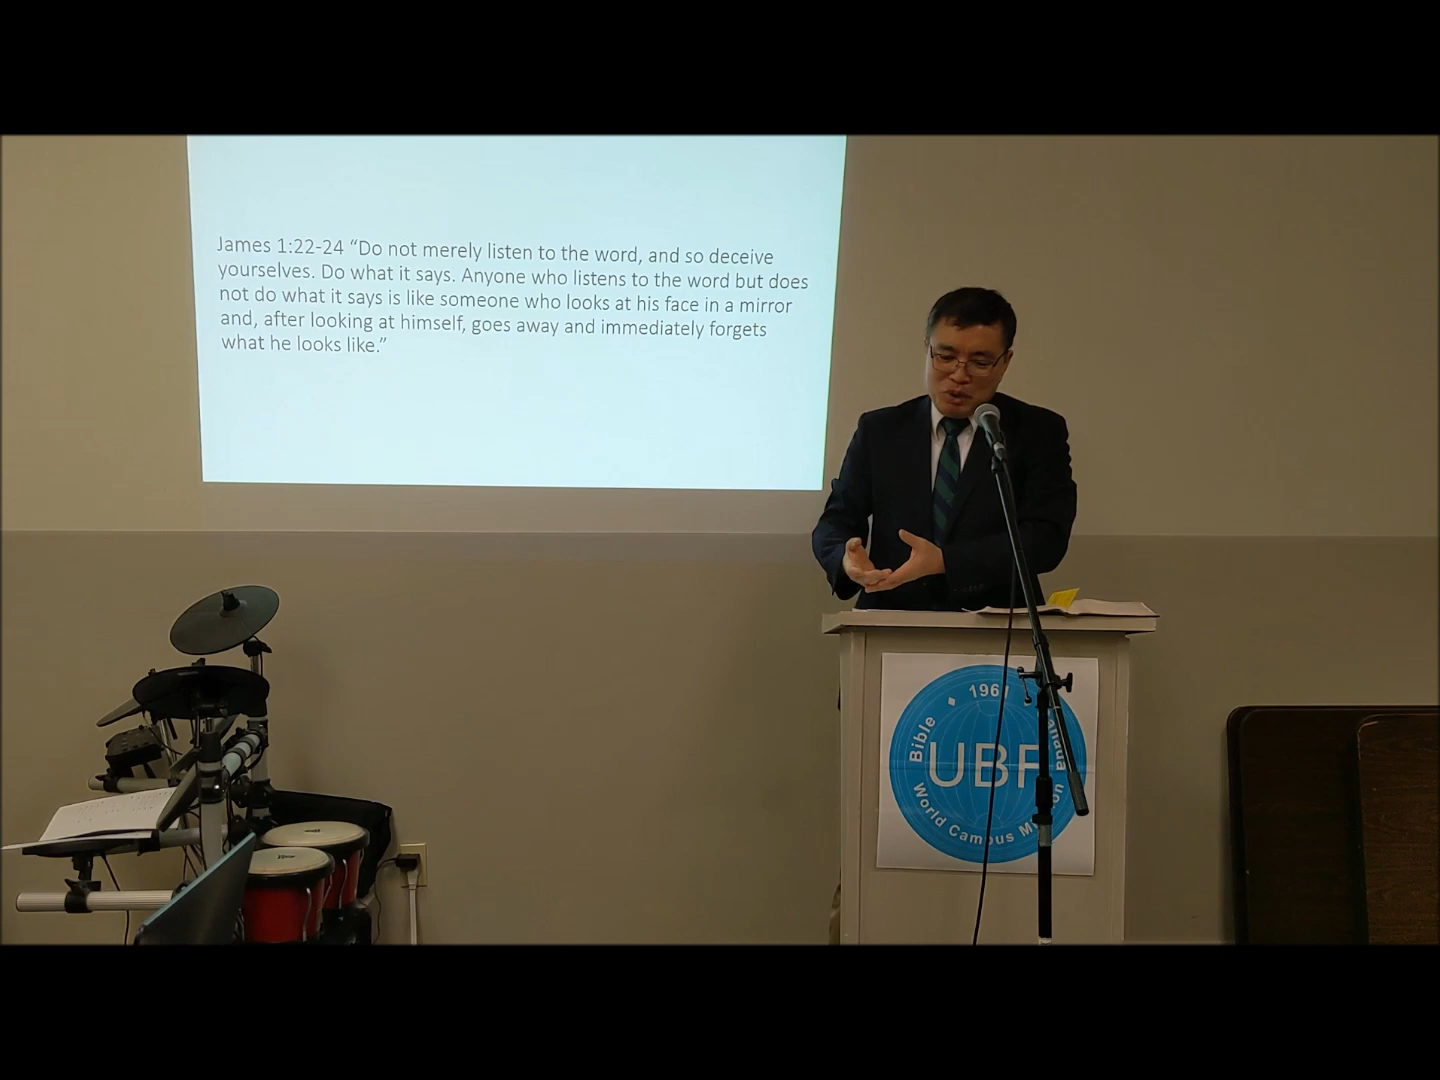 James 1:22-24 “Do not merely listen to the word, and so deceive
yourselves. Do what it says. Anyone who listens to the word but does
not do what it says is like someone who looks at his face in a mirror
and, after looking at himself, goes away and immediately forgets
what he looks like.”
1961
Bible
UBF
World Campus